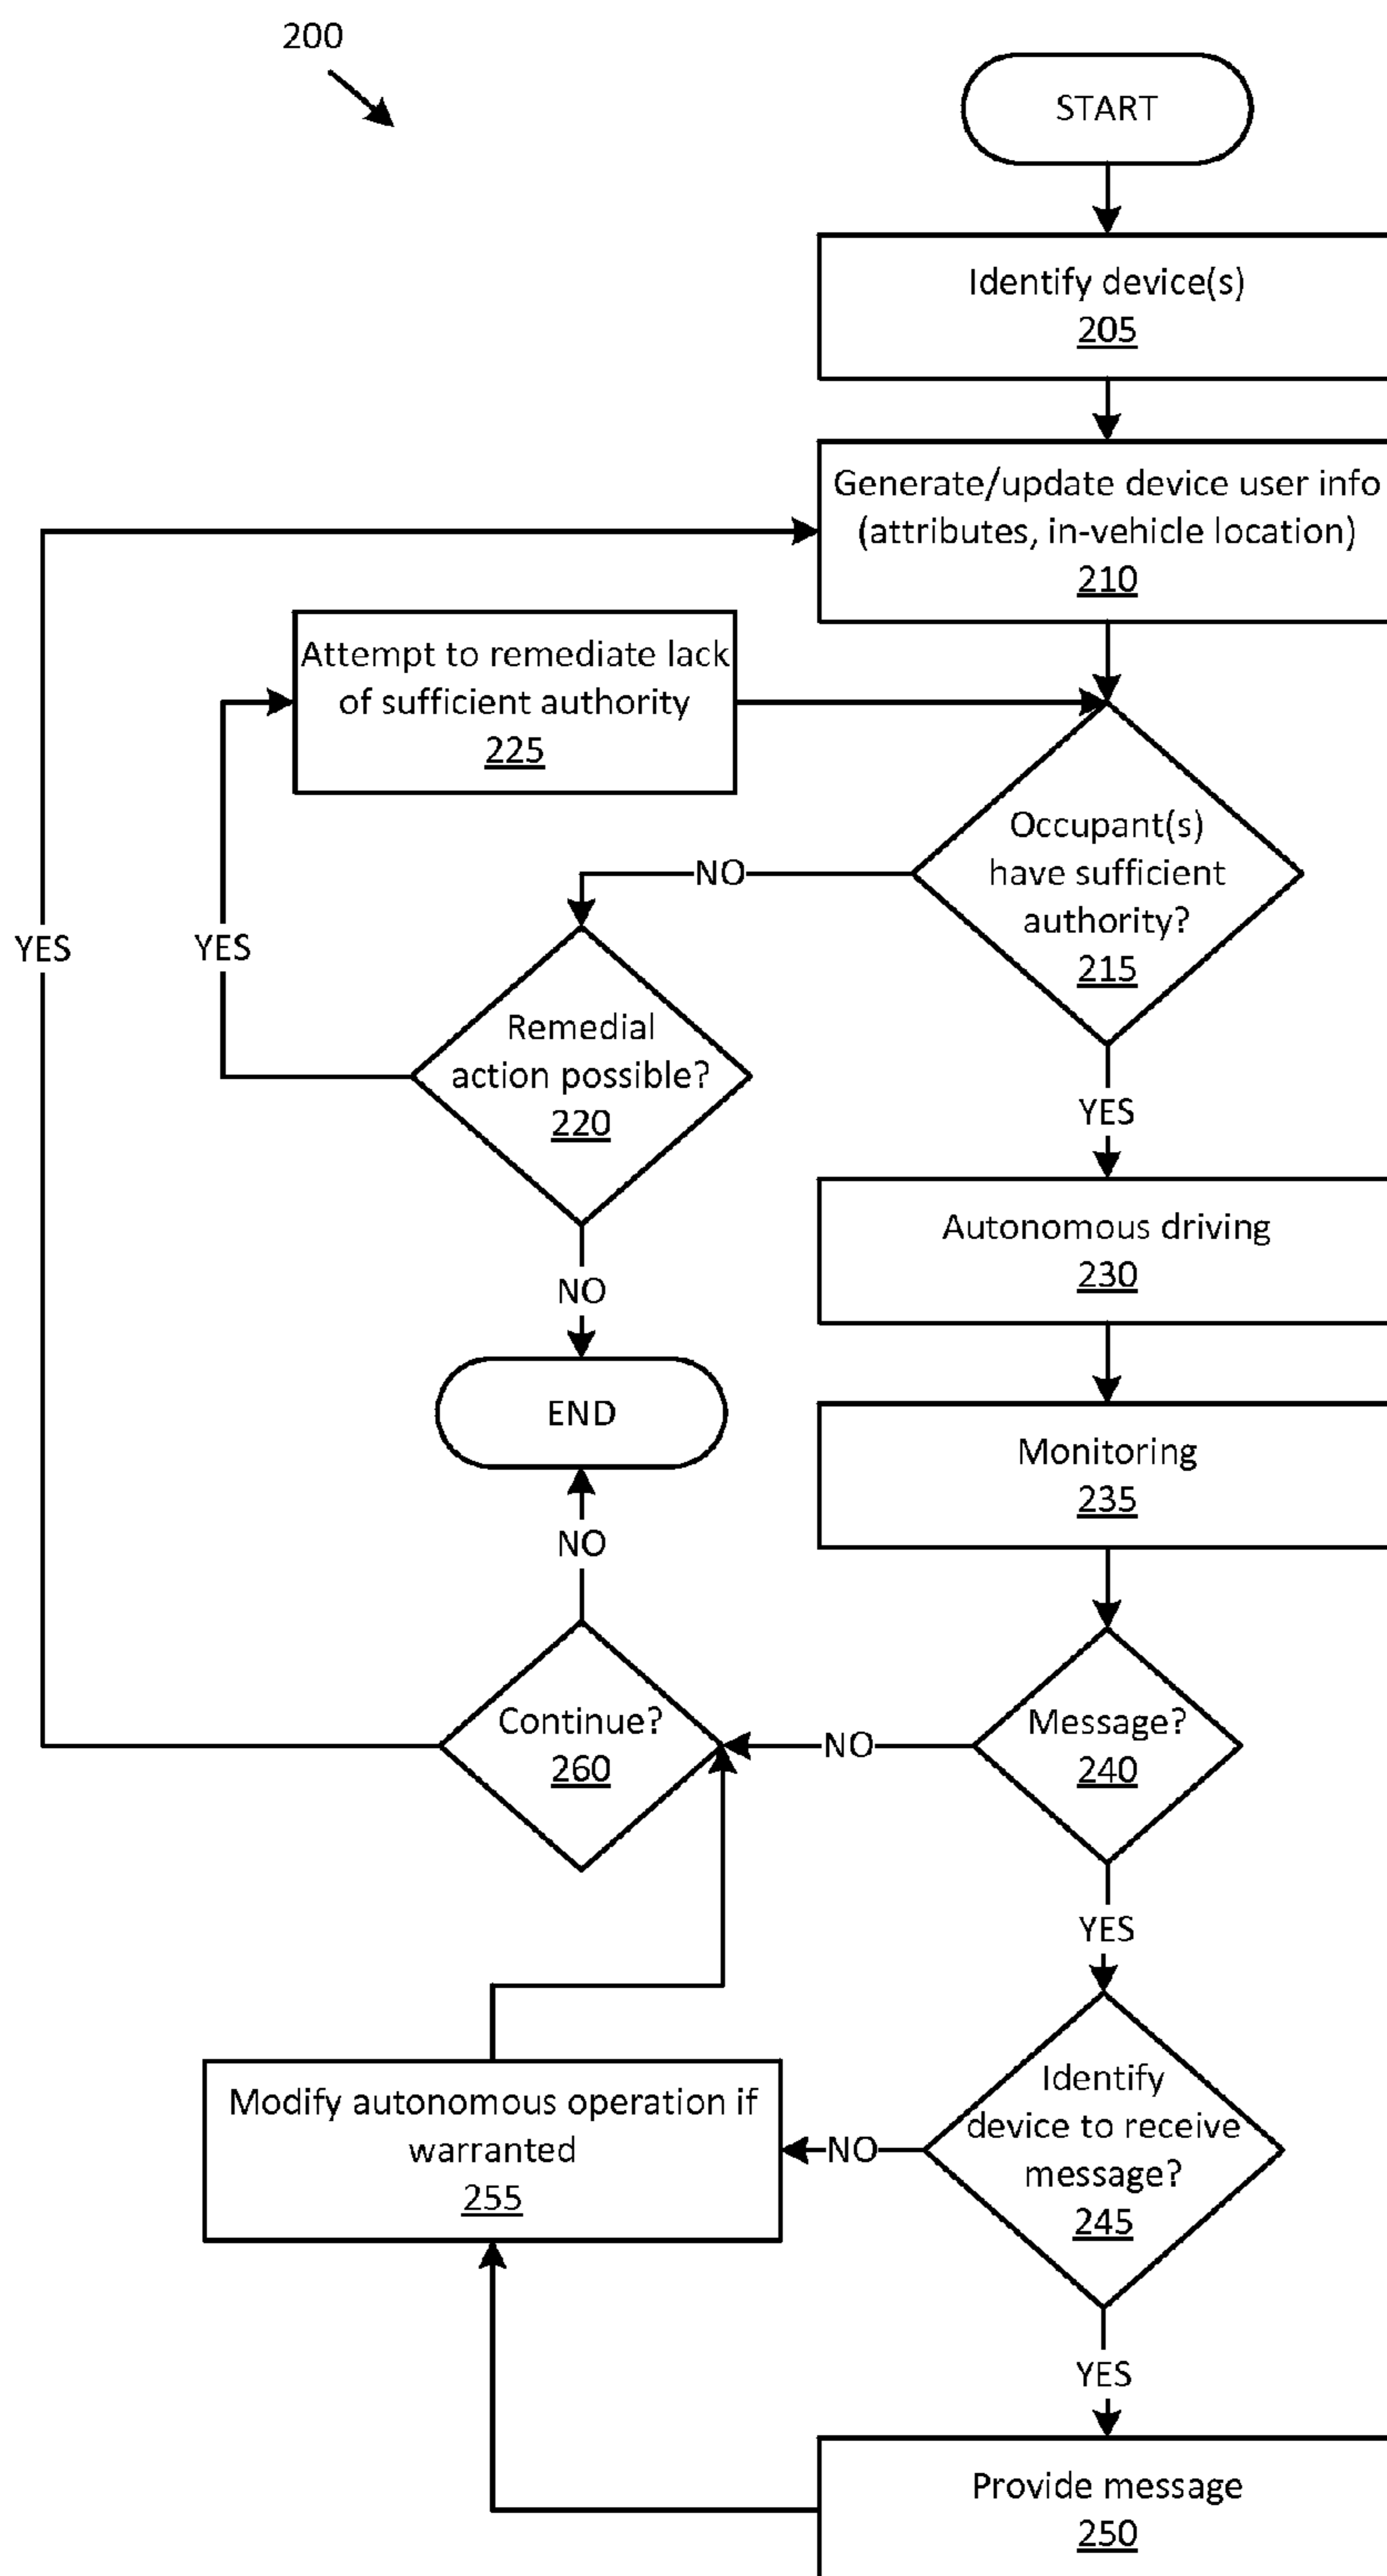 200
START
Identify device(s)
205
Generate/update device user info
(attributes, in-vehicle location)
210
Attempt to remediate lack
of sufficient authority
225
Occupant(s)
have sufficient
authority?
215
NO
YES
YES
Remedial
action possible?
220
YES
Autonomous driving
230
NO
END
Monitoring
235
NO
Continue?
260
NO
Message?
240
YES
Identify
device to receive
message?
245
NO
Modify autonomous operation if
warranted
255
YES
Provide message
250